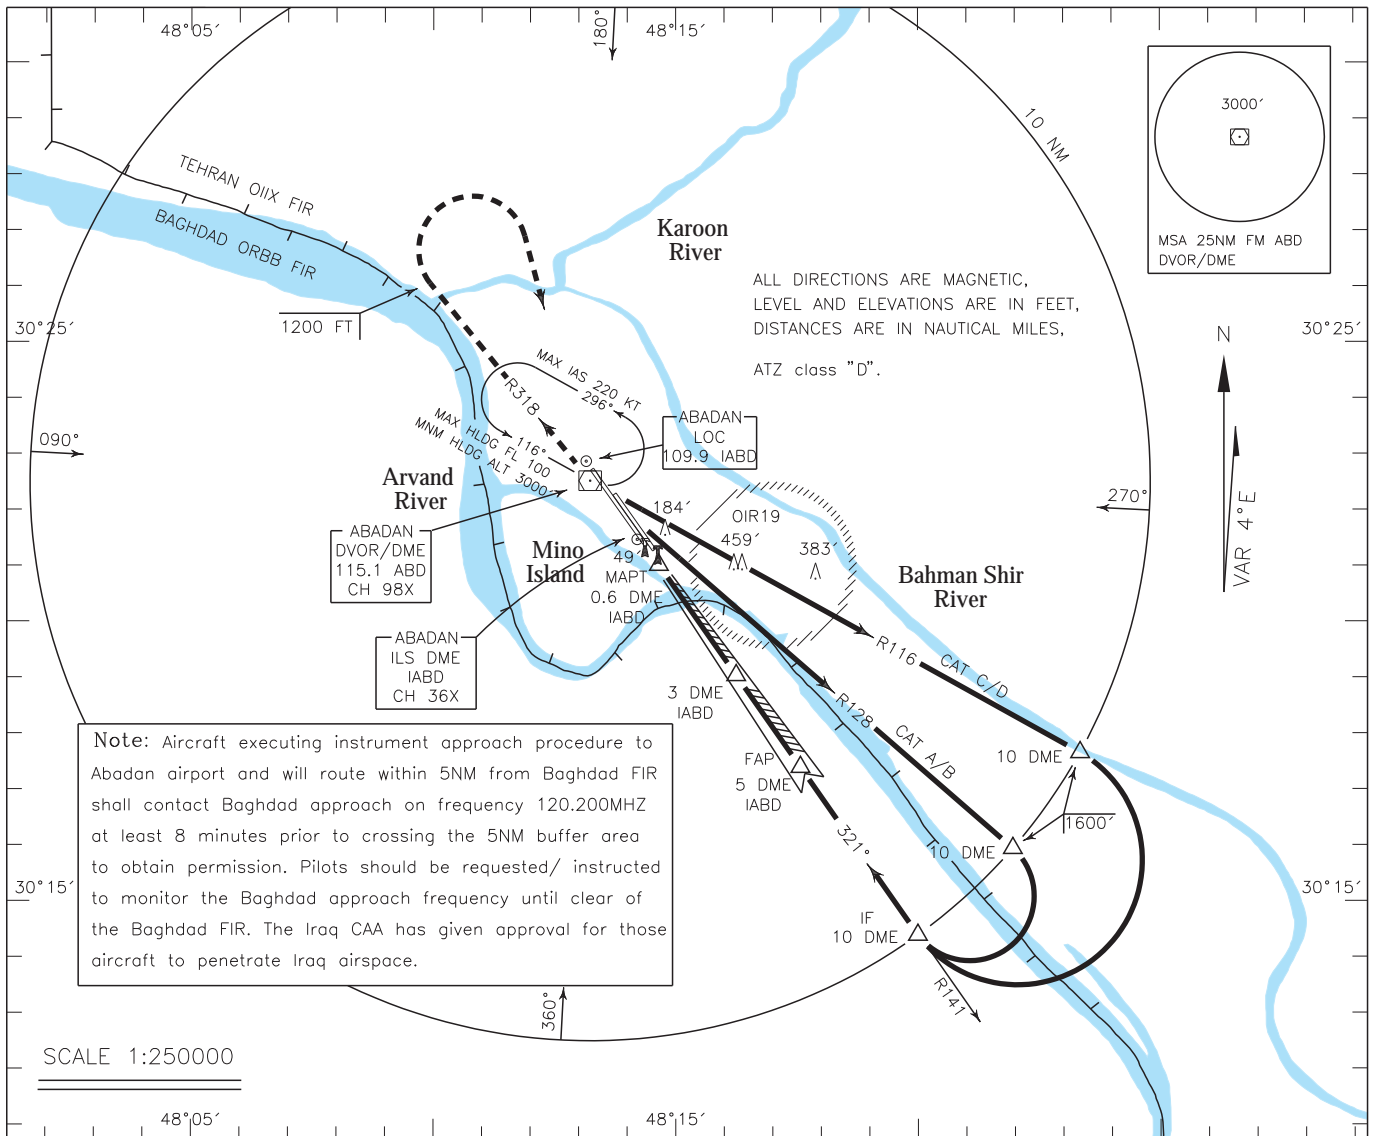 48°05′
180°
48°15′
10 NM
3000′
MSA 25NM FM ABD
DVOR/DME
TEHRAN OIIX FIR
BAGHDAD ORBB FIR
Karoon
River
ALL DIRECTIONS ARE MAGNETIC,
LEVEL AND ELEVATIONS ARE IN FEET,
DISTANCES ARE IN NAUTICAL MILES,
ATZ class "D".
30°25′
1200 FT
30°25′
N
VAR 4°E
MAX IAS 220 KT
296°
R318
116°
MAX HLDG FL 100
MNM HLDG ALT 3000′
ABADAN
LOC
109.9 IABD
090°
270°
Arvand
River
ABADAN
DVOR/DME
115.1 ABD
CH 98X
184′
OIR19
459′
383′
49′
Mino
Island
MAPT
0.6 DME
IABD
Bahman Shir
River
ABADAN
ILS DME
IABD
CH 36X
R116
CAT C/D
3 DME
IABD
R128
CAT A/B
10 DME
FAP
5 DME
IABD
1600′
321°
10 DME
IF
10 DME
R141
Note: Aircraft executing instrument approach procedure to
Abadan airport and will route within 5NM from Baghdad FIR
shall contact Baghdad approach on frequency 120.200MHZ
at least 8 minutes prior to crossing the 5NM buffer area
to obtain permission. Pilots should be requested/ instructed
to monitor the Baghdad approach frequency until clear of
the Baghdad FIR. The Iraq CAA has given approval for those
aircraft to penetrate Iraq airspace.
30°15′
30°15′
360°
SCALE 1:250000
48°05′
48°15′